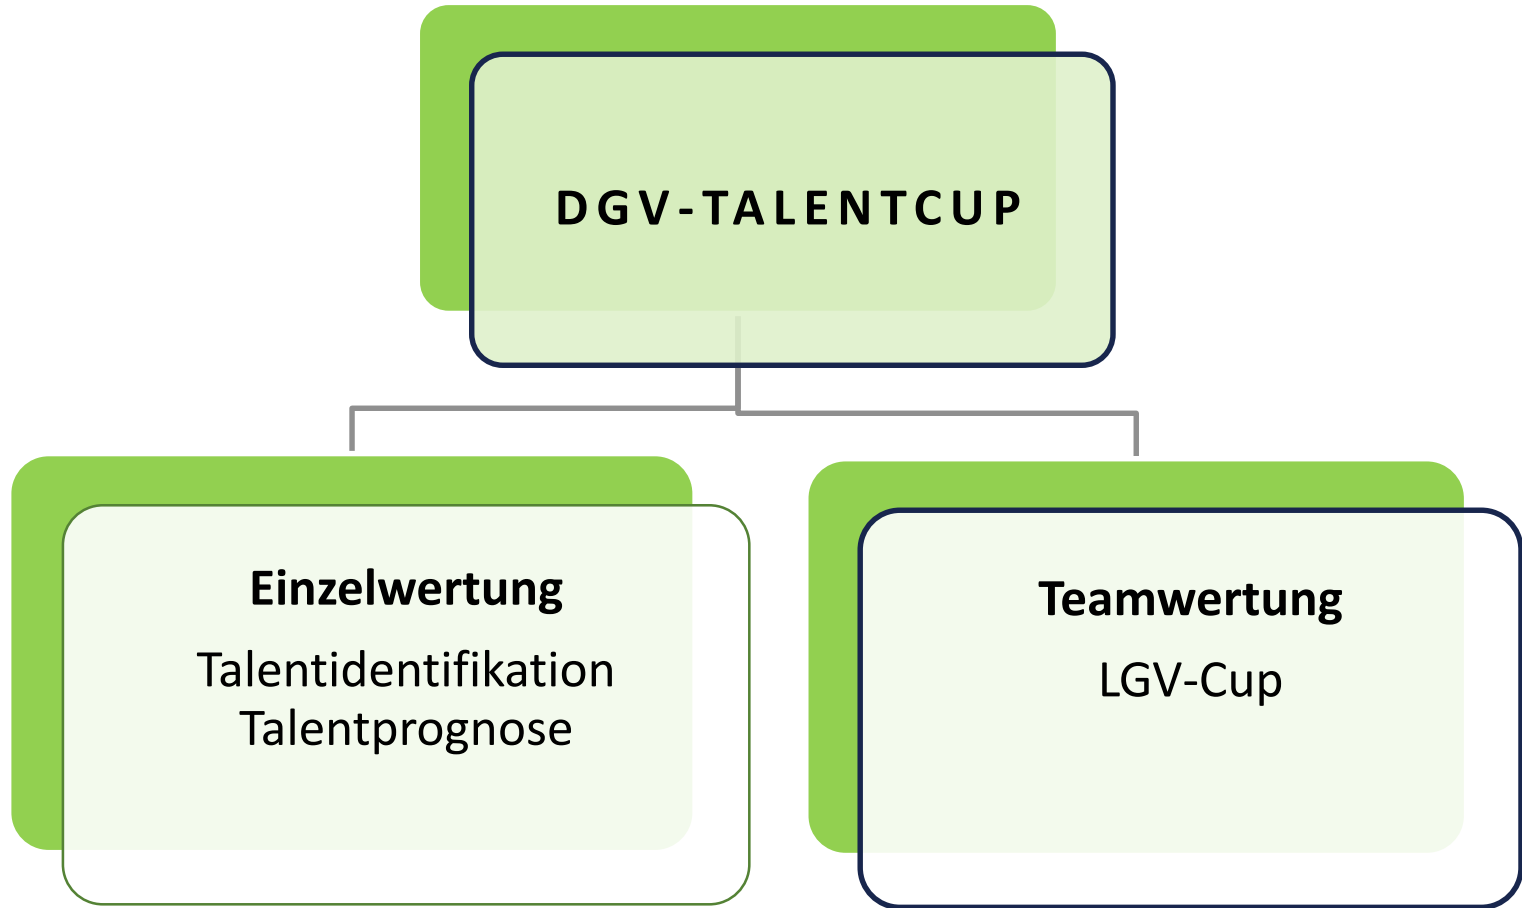 DGV-TALENTCUP
Einzelwertung
Talentidentifikation
Talentprognose
Teamwertung
LGV-Cup